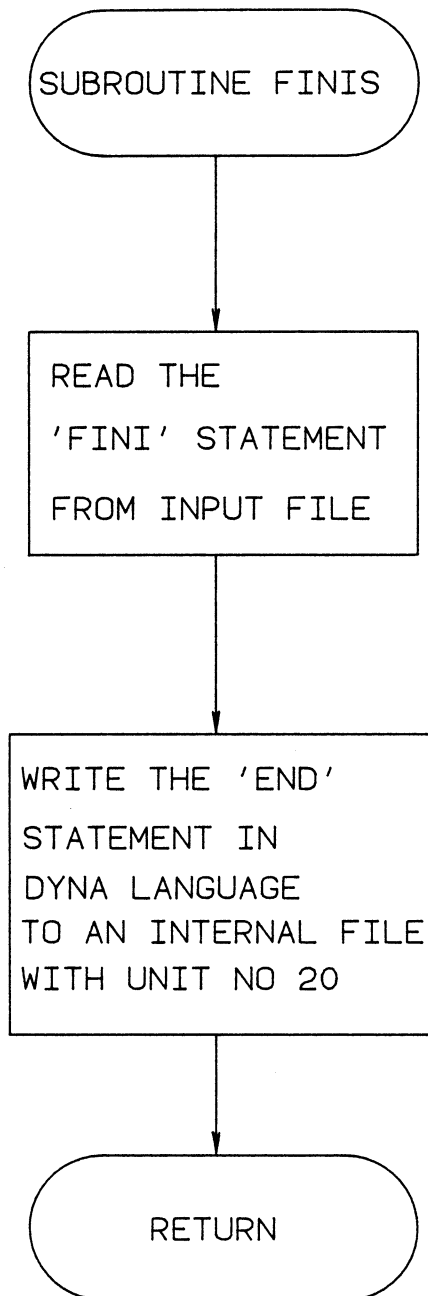 SUBROUTINE FINIS
READ THE
'FINI' STATEMENT
FROM INPUT FILE
WRITE THE 'END'
STATEMENT IN
DYNA LANGUAGE
TO AN INTERNAL FILE
WITH UNIT NO 20
RETURN